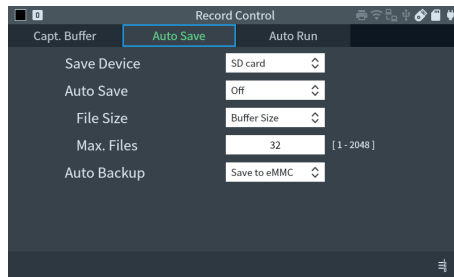 0 Record Control
Capt. Buffer Auto Save Auto Run
Save Device SD card
Auto Save Off
File Size Buffer Size
Max. Files 32 [ 1 - 2048 ]
Auto Backup Save to eMMC